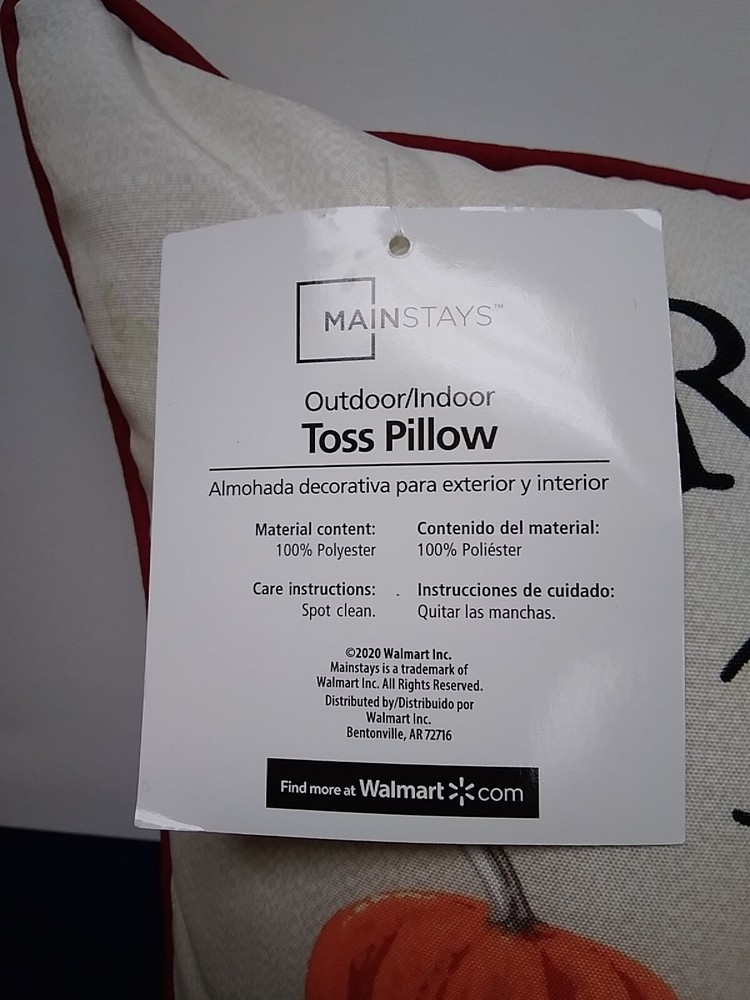 MAINSTAYS™
Outdoor/Indoor
Toss Pillow
Almohada decorativa para exterior y interior
Material content:
100% Polyester
Contenido del material:
100% Poliéster
Care instructions:
Spot clean.
Instrucciones de cuidado:
Quitar las manchas.
©2020 Walmart Inc.
Mainstays is a trademark of
Walmart Inc. All Rights Reserved.
Distributed by/Distribuido por
Walmart Inc.
Bentonville, AR 72716
Find more at Walmart.com
R